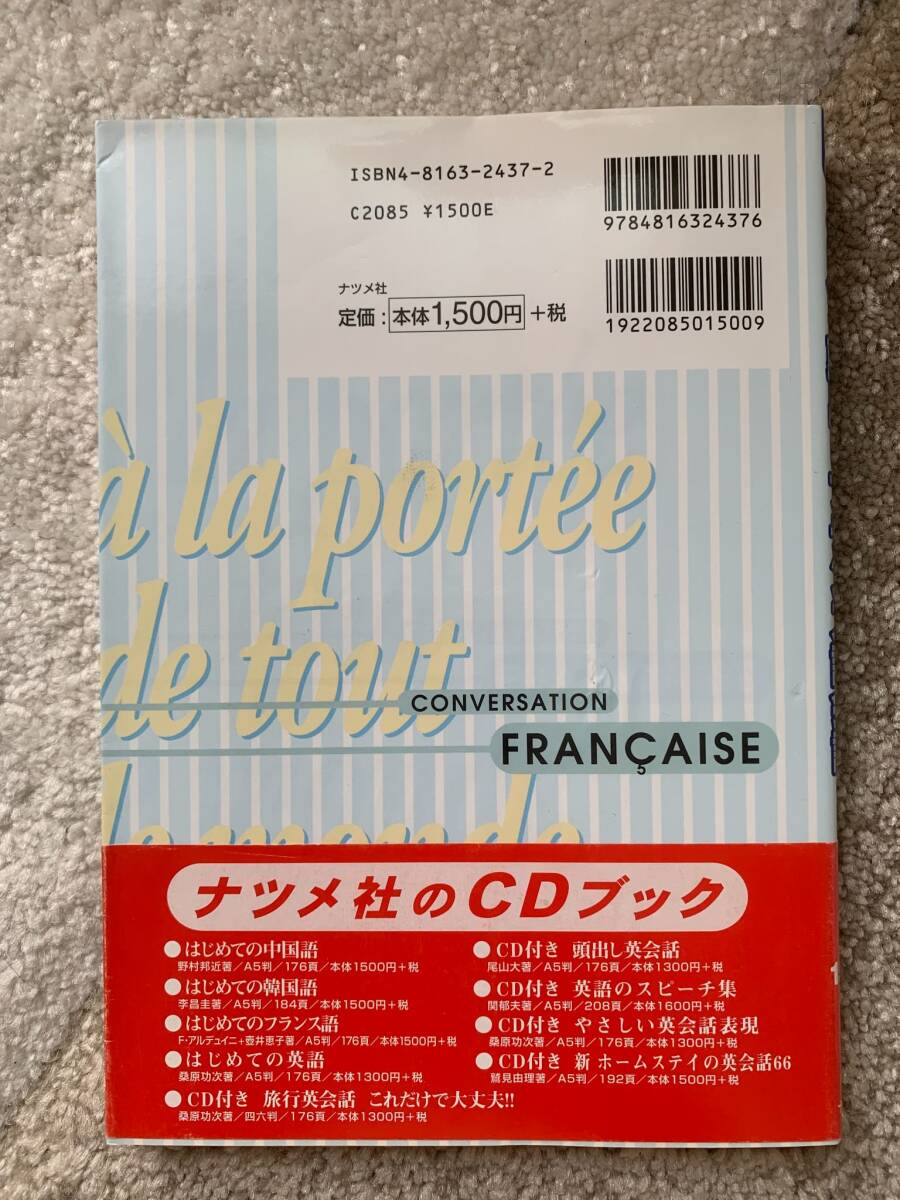 ISBN4-8163-2437-2
C2085 ¥1500E
9784816324376
ナツメ社
定価：本体1,500円＋税
1922085015009
à la portée
de tout
CONVERSATION
FRANÇAISE
le monde
ナツメ社のCDブック
●はじめての中国語
野村邦近著／A5判／176頁／本体1500円＋税
●はじめての韓国語
李昌圭著／A5判／184頁／本体1500円＋税
●はじめてのフランス語
F・アルデュイニ＋壺井恵子著／A5判／176頁／本体1500円＋税
●はじめての英語
桑原功次著／A5判／176頁／本体1300円＋税
●CD付き 旅行英会話 これだけで大丈夫!!
桑原功次著／四六判／176頁／本体1300円＋税
●CD付き 頭出し英会話
尾山大著／A5判／176頁／本体1300円＋税
●CD付き 英語のスピーチ集
関郁夫著／A5判／208頁／本体1600円＋税
●CD付き やさしい英会話表現
桑原功次著／A5判／176頁／本体1300円＋税
●CD付き 新 ホームステイの英会話66
鷲見由理著／A5判／192頁／本体1500円＋税